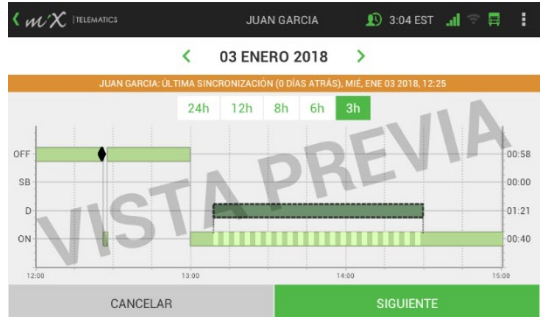 miX TELEMATICS JUAN GARCIA 3:04 EST
03 ENERO 2018
JUAN GARCIA: ÚLTIMA SINCRONIZACIÓN (0 DÍAS ATRÁS), MIÉ, ENE 03 2018, 12:25
24h 12h 8h 6h 3h
VISTA PREVIA
OFF 00:58
SB 00:00
D 01:21
ON 00:40
12:00 13:00 14:00 15:00
CANCELAR SIGUIENTE